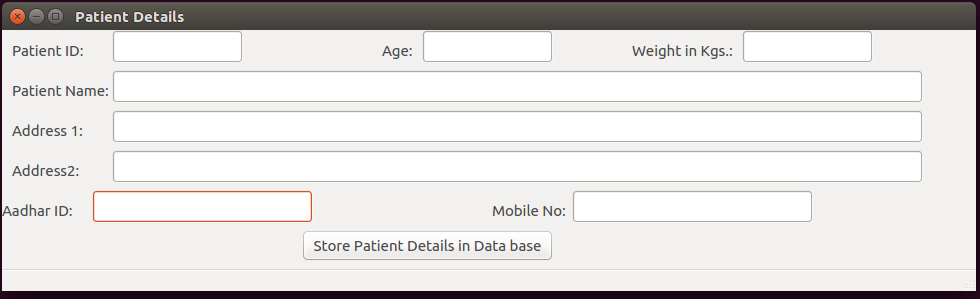 Patient Details
Patient ID: Age: Weight in Kgs.:
Patient Name:
Address 1:
Address2:
Aadhar ID: Mobile No:
Store Patient Details in Data base